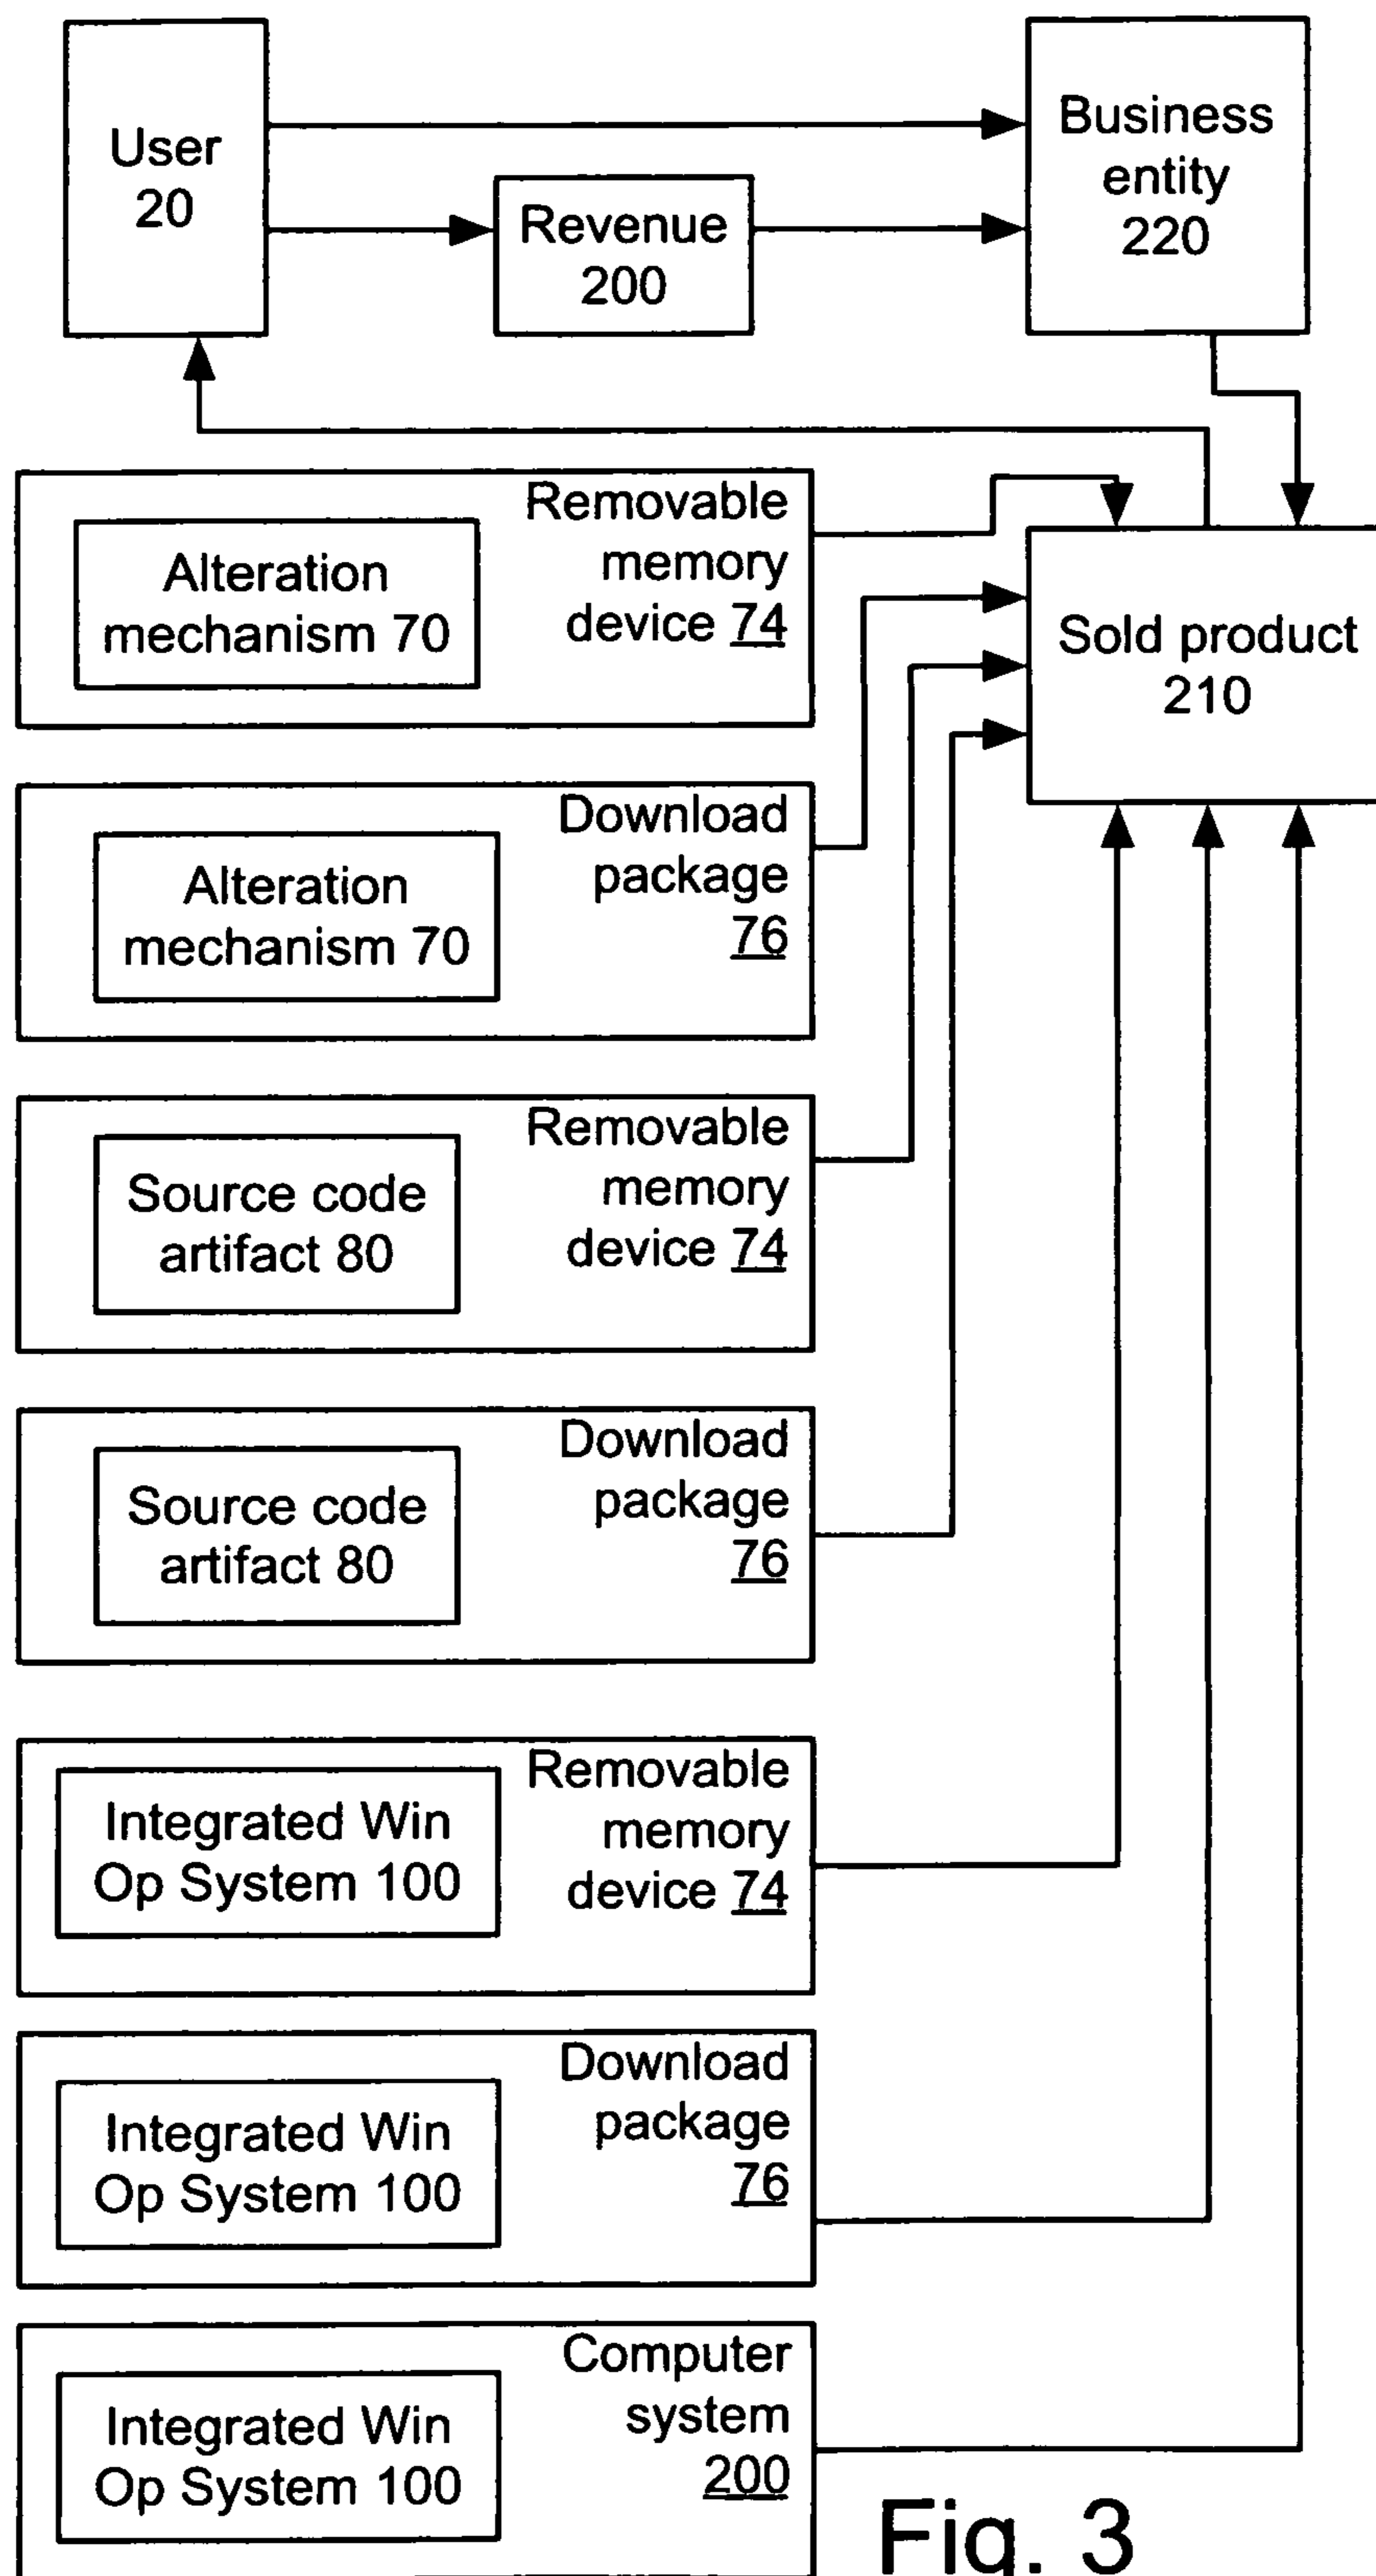 User
20
Revenue
200
Business
entity
220
Removable
memory
device 74
Alteration
mechanism 70
Sold product
210
Download
package
76
Alteration
mechanism 70
Removable
memory
device 74
Source code
artifact 80
Download
package
76
Source code
artifact 80
Removable
memory
device 74
Integrated Win
Op System 100
Download
package
76
Integrated Win
Op System 100
Computer
system
200
Integrated Win
Op System 100
Fig. 3